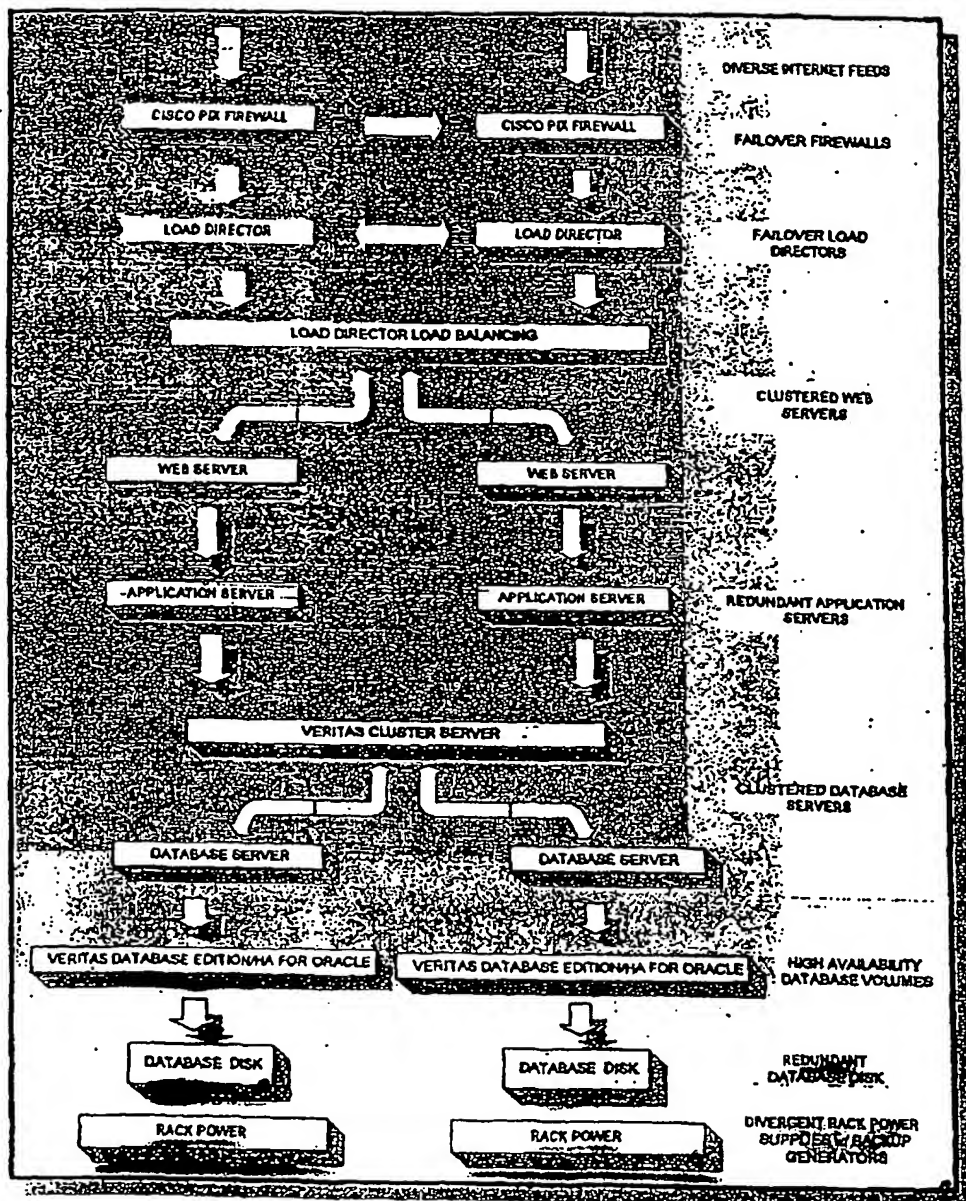 DIVERSE INTERNET FEEDS
CISCO PIX FIREWALL
CISCO PIX FIREWALL
FAILOVER FIREWALLS
LOAD DIRECTOR
LOAD DIRECTOR
FAILOVER LOAD
DIRECTORS
LOAD DIRECTOR LOAD BALANCING
CLUSTERED WEB
SERVERS
WEB SERVER
WEB SERVER
APPLICATION SERVER
APPLICATION SERVER
REDUNDANT APPLICATION
SERVERS
VERITAS CLUSTER SERVER
CLUSTERED DATABASE
SERVERS
DATABASE SERVER
DATABASE SERVER
VERITAS DATABASE EDITION/HA FOR ORACLE
VERITAS DATABASE EDITION/HA FOR ORACLE
HIGH AVAILABILITY
DATABASE VOLUMES
DATABASE DISK
DATABASE DISK
REDUNDANT
DATABASE DISK
RACK POWER
RACK POWER
DIVERGENT RACK POWER
SUPPLIES w/ BACKUP
GENERATORS